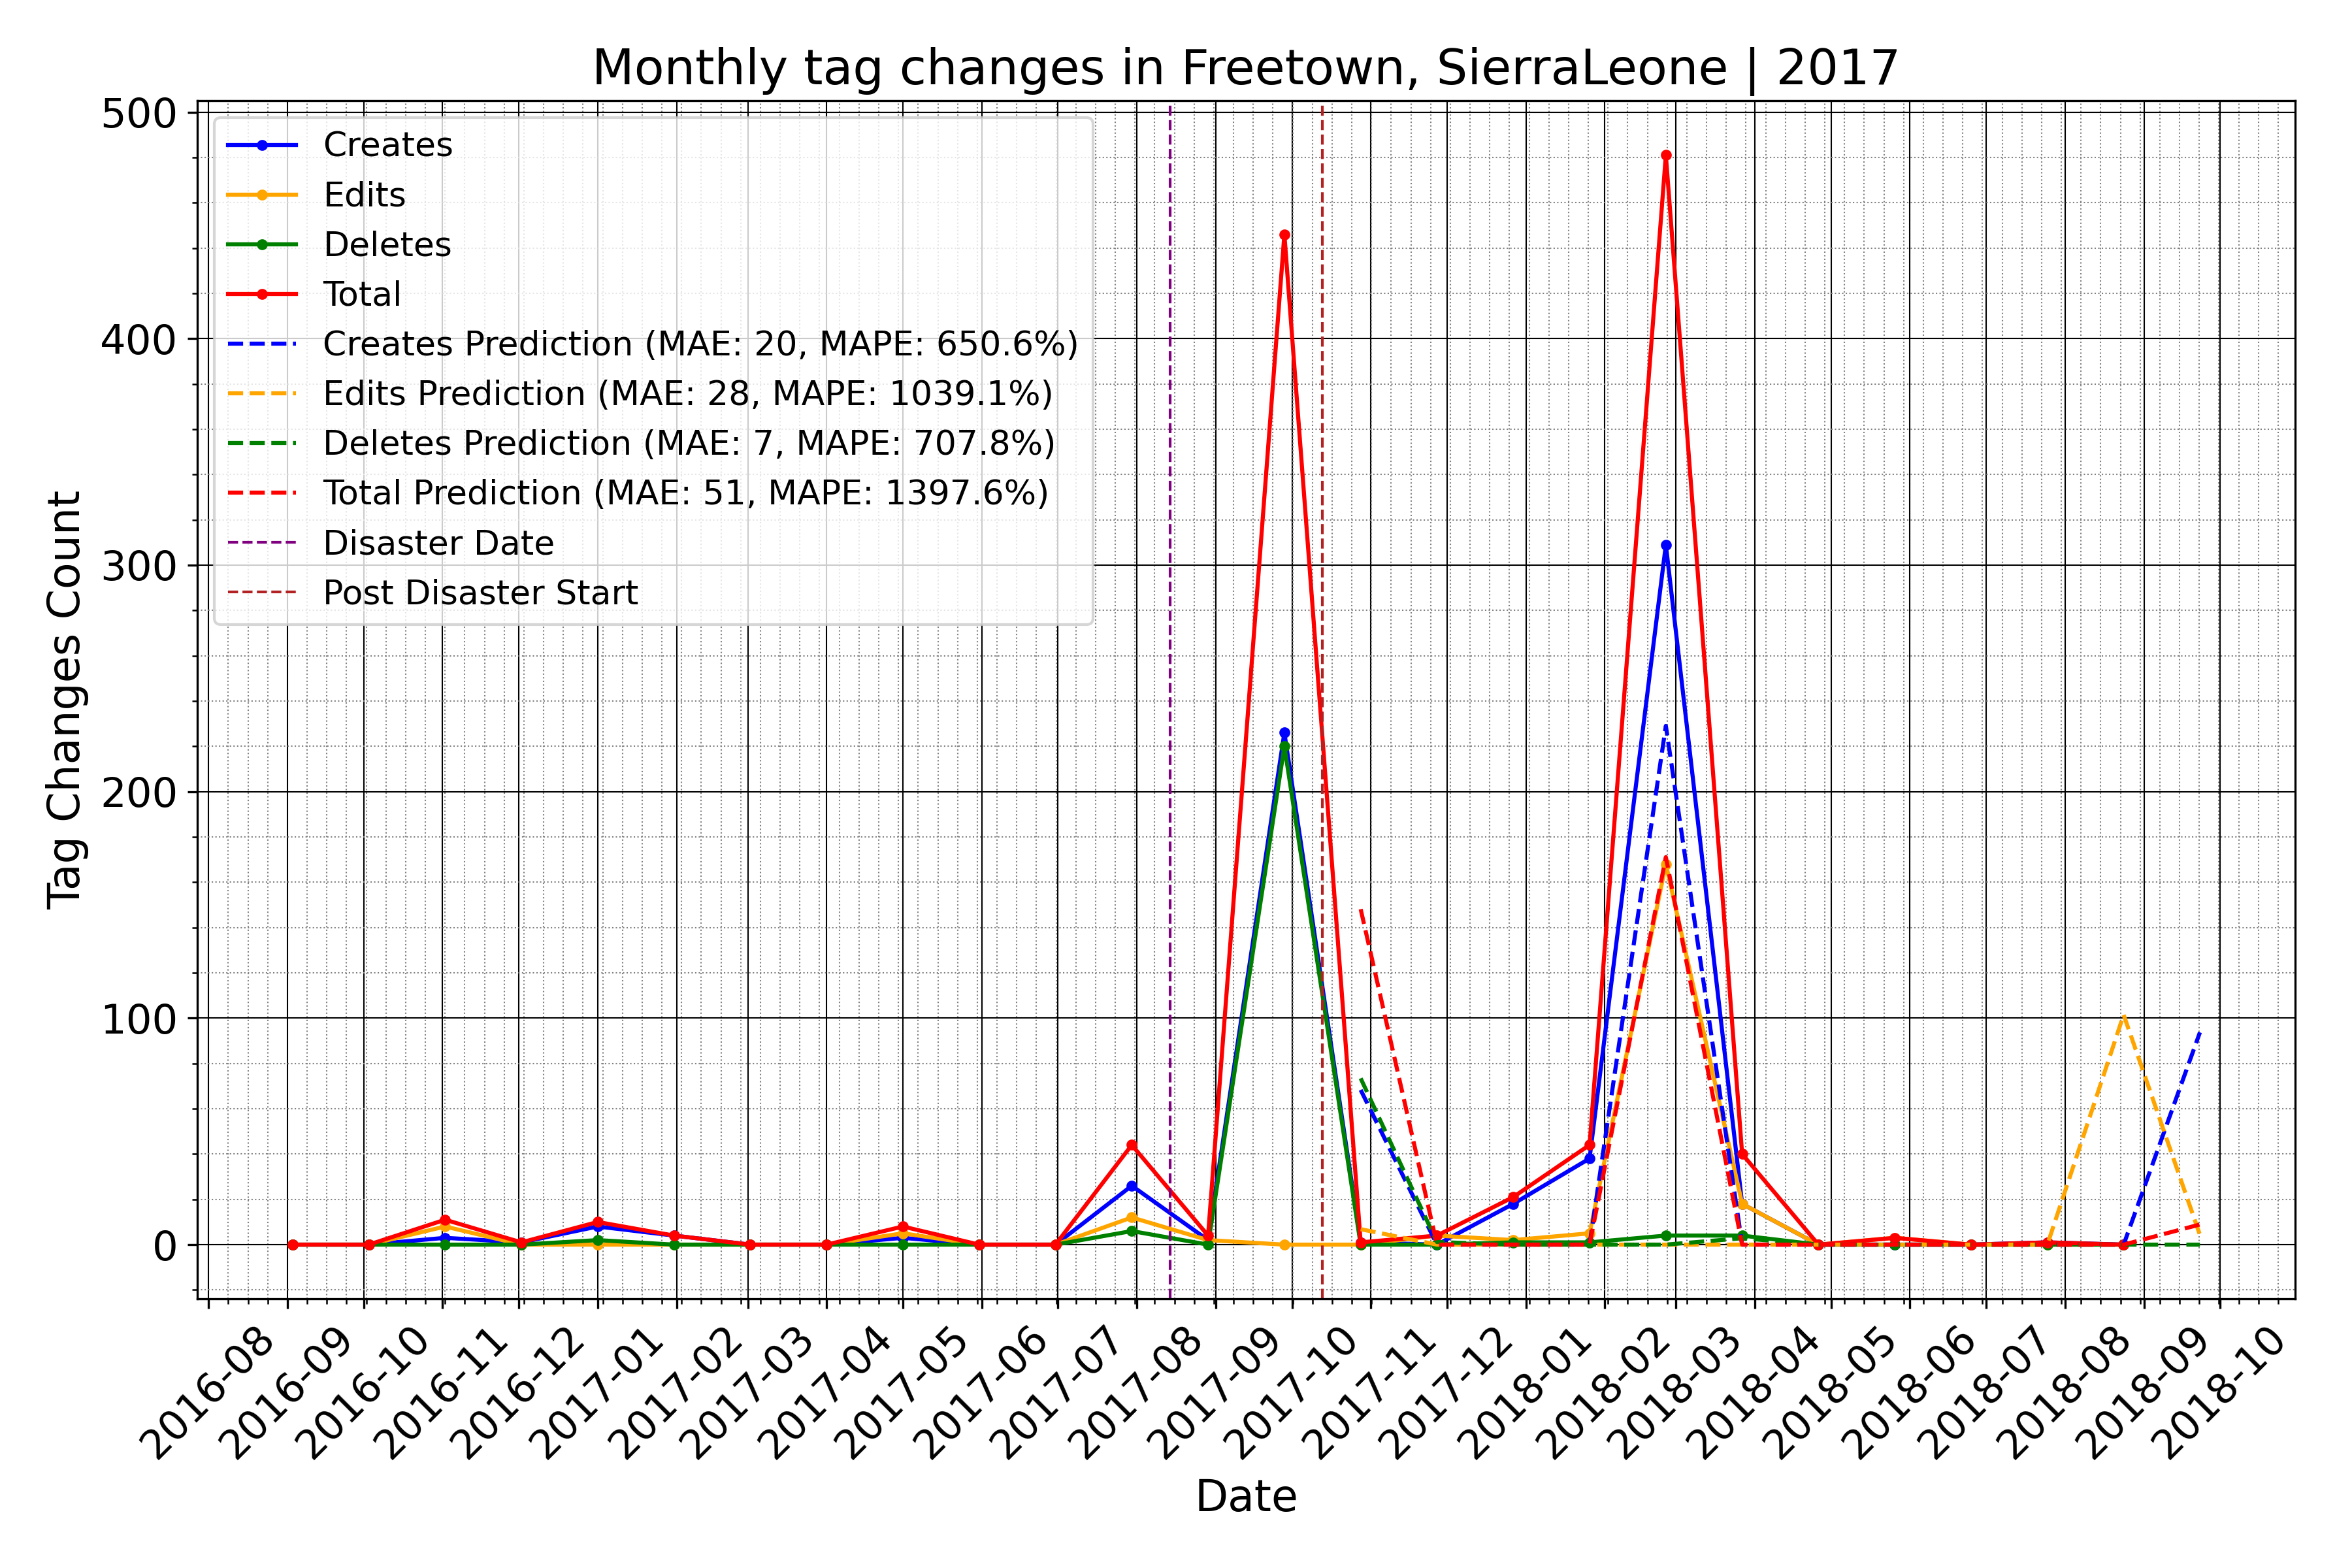 Monthly tag changes in Freetown, SierraLeone | 2017
Tag Changes Count
500
400
300
200
100
0
Creates
Edits
Deletes
Total
Creates Prediction (MAE: 20, MAPE: 650.6%)
Edits Prediction (MAE: 28, MAPE: 1039.1%)
Deletes Prediction (MAE: 7, MAPE: 707.8%)
Total Prediction (MAE: 51, MAPE: 1397.6%)
Disaster Date
Post Disaster Start
2016-08
2016-09
2016-10
2016-11
2016-12
2017-01
2017-02
2017-03
2017-04
2017-05
2017-06
2017-07
2017-08
2017-09
2017-10
2017-11
2017-12
2018-01
2018-02
2018-03
2018-04
2018-05
2018-06
2018-07
2018-08
2018-09
2018-10
Date